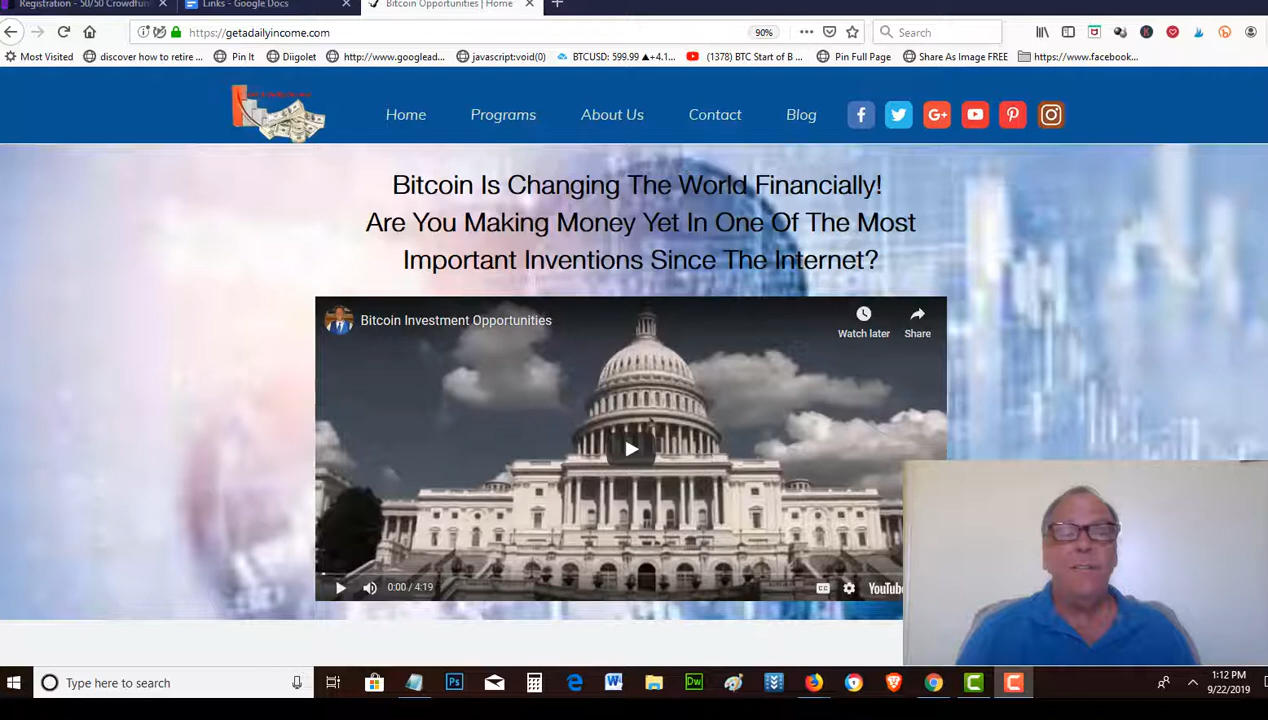 Registration - 50/50 Crowdfun
Links - Google Docs
Bitcoin Opportunities | Home
https://getadailyincome.com
90%
Search
Most Visited
discover how to retire ...
Pin It
Diigolet
http://www.googlead...
javascript:void(0)
BTCUSD: 599.99 ▲+4.1...
(1378) BTC Start of B ...
Pin Full Page
Share As Image FREE
https://www.facebook...
Home
Programs
About Us
Contact
Blog
Bitcoin Is Changing The World Financially!
Are You Making Money Yet In One Of The Most
Important Inventions Since The Internet?
Bitcoin Investment Opportunities
Watch later
Share
0:00 / 4:19
YouTube
Type here to search
1:12 PM
9/22/2019